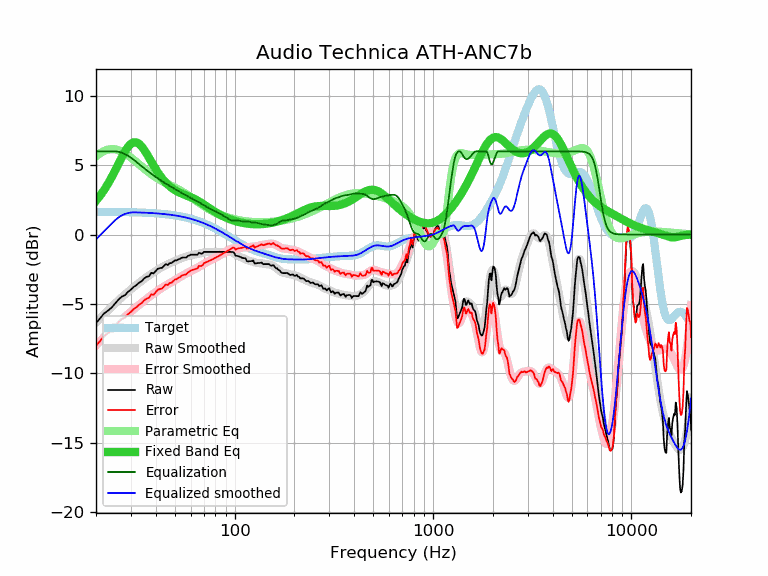 Audio Technica ATH-ANC7b
10
5
0
−5
−10
−15
−20
Amplitude (dBr)
Target
Raw Smoothed
Error Smoothed
Raw
Error
Parametric Eq
Fixed Band Eq
Equalization
Equalized smoothed
100
1000
10000
Frequency (Hz)